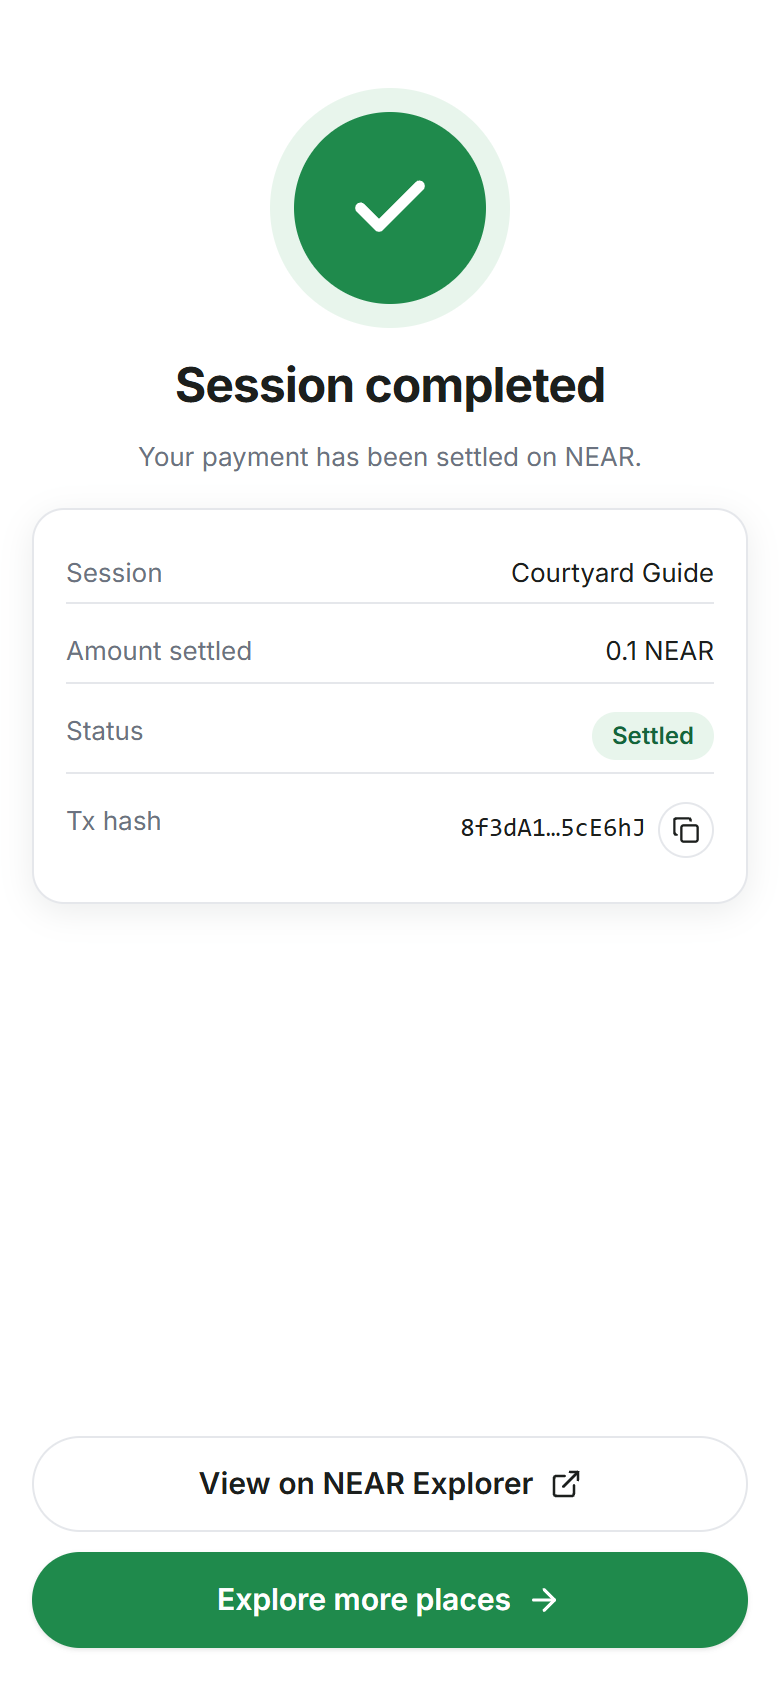 Session completed
Your payment has been settled on NEAR.
Session Courtyard Guide
Amount settled 0.1 NEAR
Status Settled
Tx hash 8f3dA1…5cE6hJ
View on NEAR Explorer
Explore more places